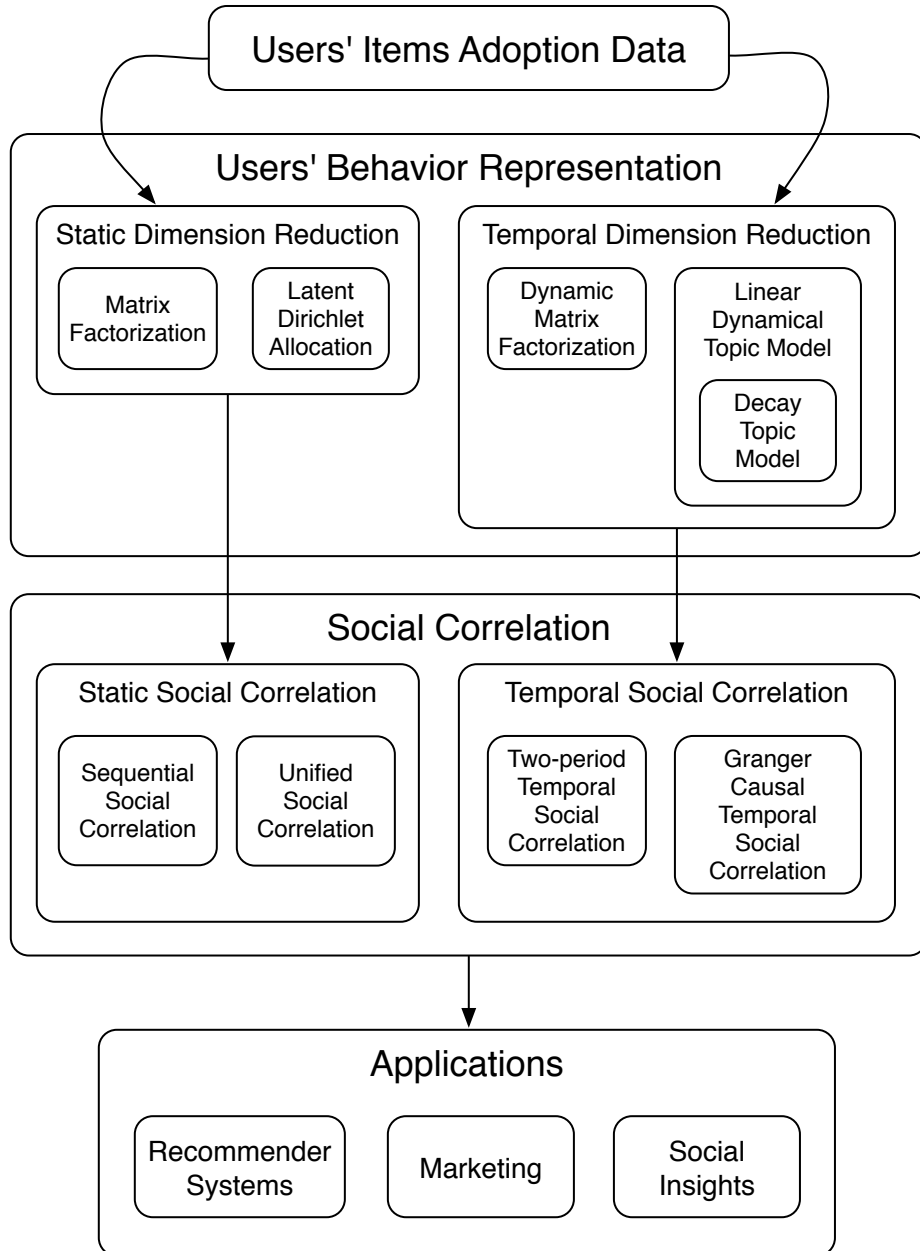 Users' Items Adoption Data
Users' Behavior Representation
Static Dimension Reduction
Matrix
Factorization
Latent
Dirichlet
Allocation
Temporal Dimension Reduction
Dynamic
Matrix
Factorization
Linear
Dynamical
Topic Model
Decay
Topic
Model
Social Correlation
Static Social Correlation
Sequential
Social
Correlation
Unified
Social
Correlation
Temporal Social Correlation
Two-period
Temporal
Social
Correlation
Granger
Causal
Temporal
Social
Correlation
Applications
Recommender
Systems
Marketing
Social
Insights